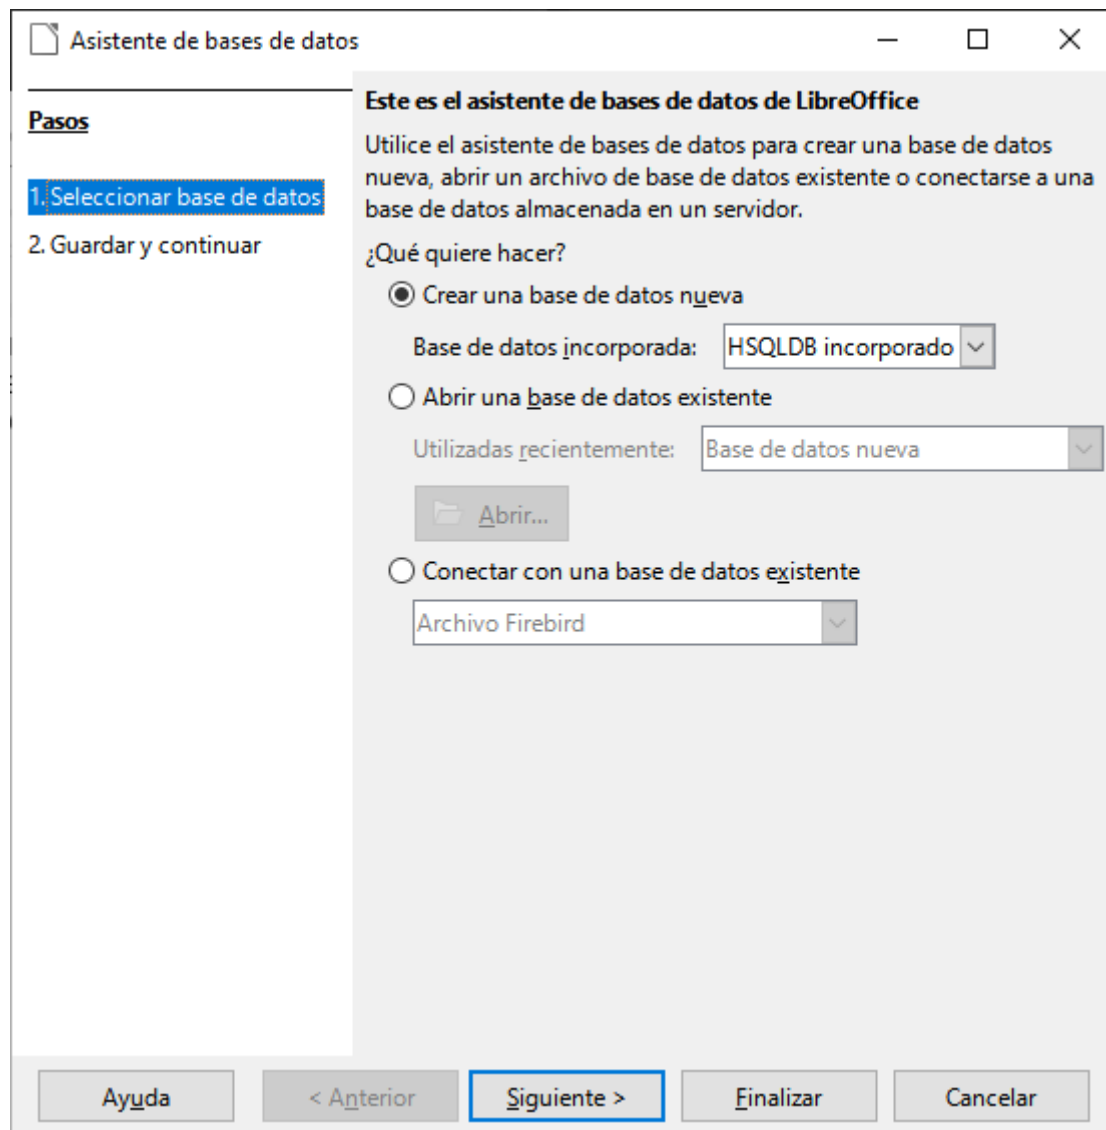 Asistente de bases de datos
Pasos
1. Seleccionar base de datos
2. Guardar y continuar
Este es el asistente de bases de datos de LibreOffice
Utilice el asistente de bases de datos para crear una base de datos
nueva, abrir un archivo de base de datos existente o conectarse a una
base de datos almacenada en un servidor.
¿Qué quiere hacer?
Crear una base de datos nueva
Base de datos incorporada: HSQLDB incorporado
Abrir una base de datos existente
Utilizadas recientemente: Base de datos nueva
Abrir...
Conectar con una base de datos existente
Archivo Firebird
Ayuda < Anterior Siguiente > Finalizar Cancelar